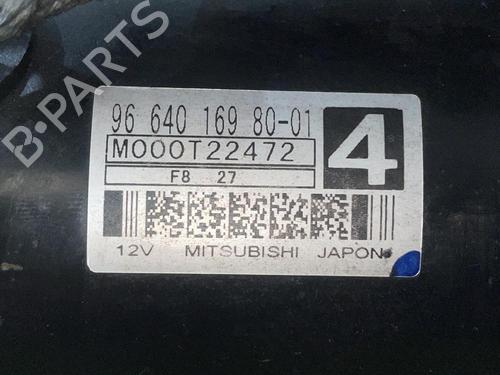 B-PARTS
96 640 169 80-01
M000T22472
4
F8 27
12V MITSUBISHI JAPON